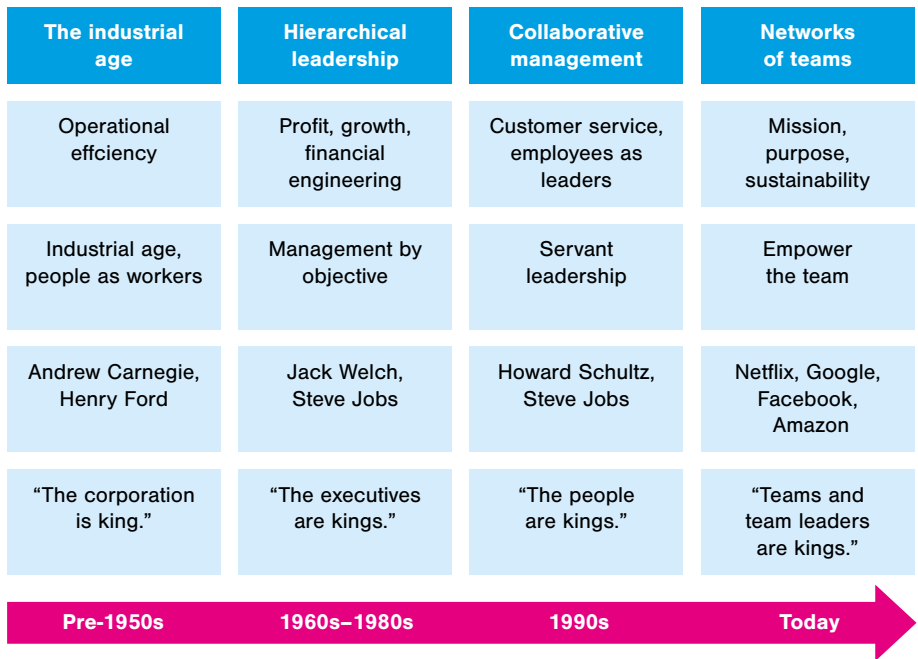 The industrial
age
Hierarchical
leadership
Collaborative
management
Networks
of teams
Operational
effciency
Profit, growth,
financial
engineering
Customer service,
employees as
leaders
Mission,
purpose,
sustainability
Industrial age,
people as workers
Management by
objective
Servant
leadership
Empower
the team
Andrew Carnegie,
Henry Ford
Jack Welch,
Steve Jobs
Howard Schultz,
Steve Jobs
Netflix, Google,
Facebook,
Amazon
“The corporation
is king.”
“The executives
are kings.”
“The people
are kings.”
“Teams and
team leaders
are kings.”
Pre-1950s
1960s–1980s
1990s
Today